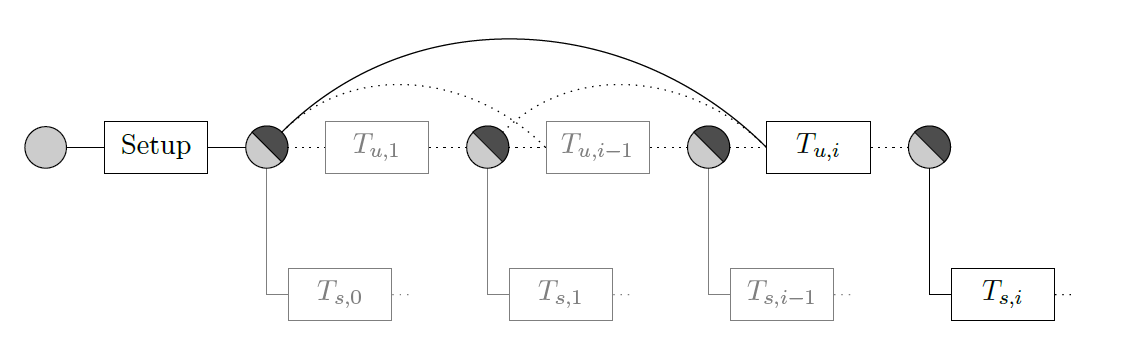 Setup
T_{u,1}
T_{u,i-1}
T_{u,i}
T_{s,0}
T_{s,1}
T_{s,i-1}
T_{s,i}